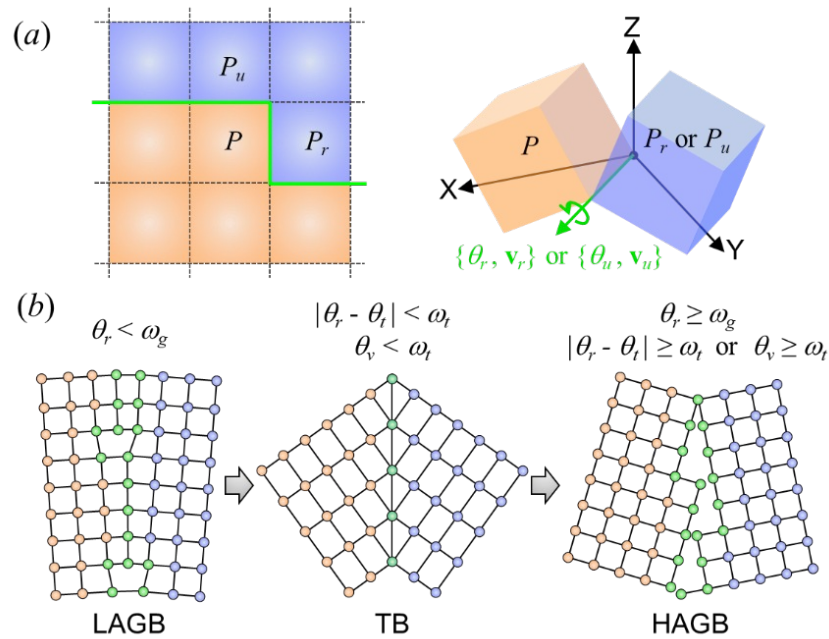 (a)
P_u
P
P_r
Z
P
P_r or P_u
X
Y
{θ_r, v_r} or {θ_u, v_u}
(b)
θ_r < ω_g
|θ_r - θ_t| < ω_t
θ_v < ω_t
θ_r ≥ ω_g
|θ_r - θ_t| ≥ ω_t or θ_v ≥ ω_t
LAGB
TB
HAGB